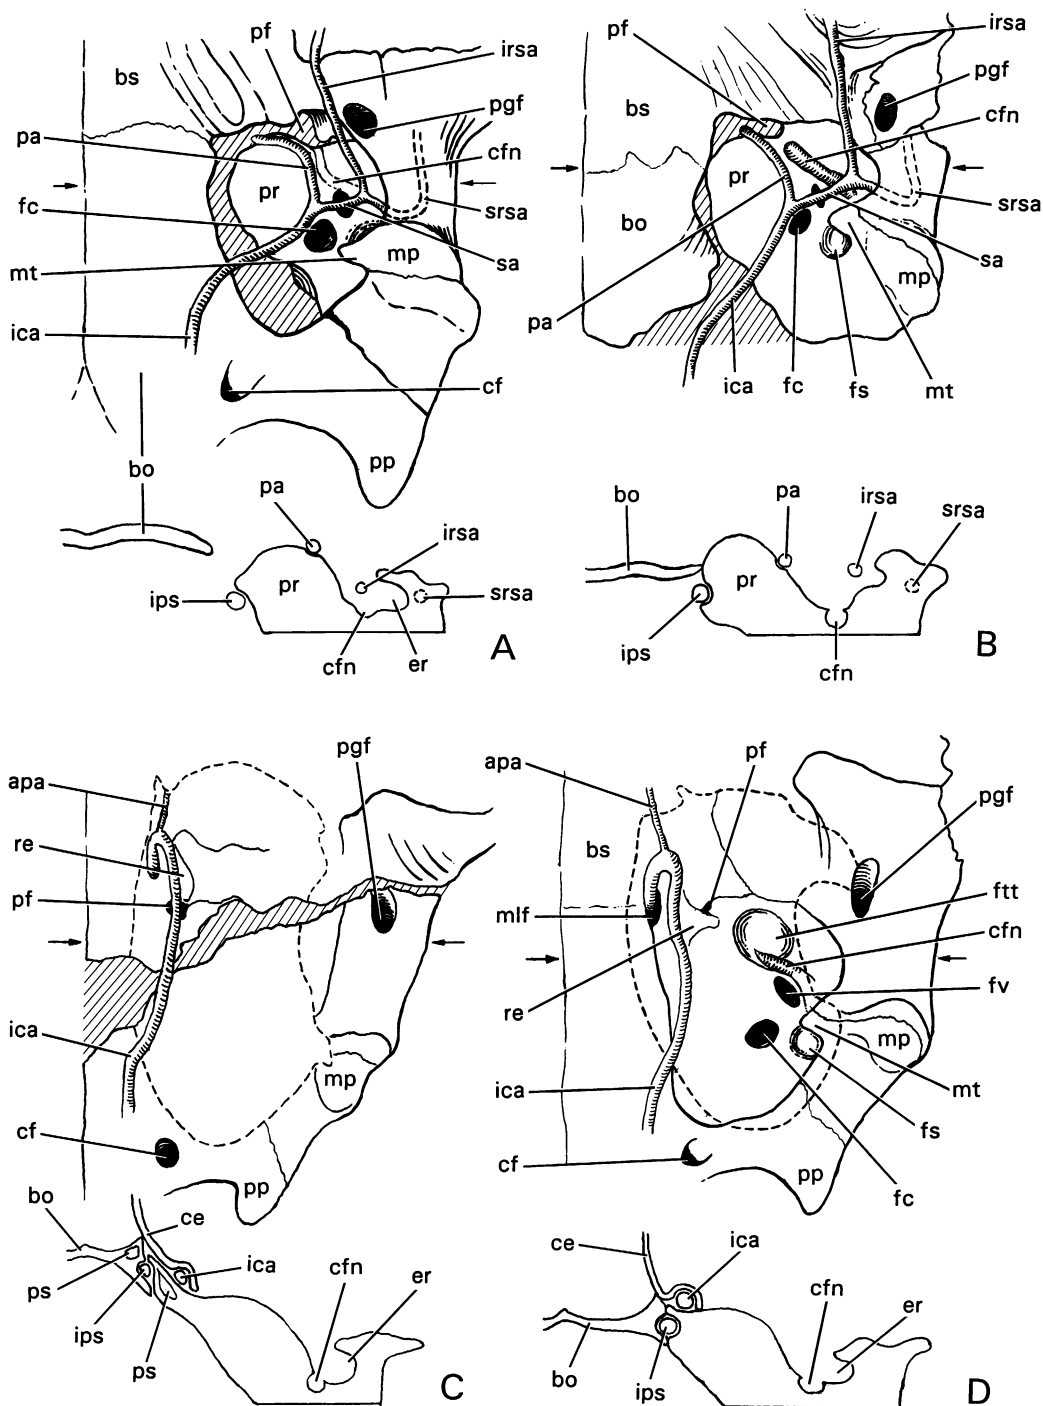 pf
irsa
bs
pgf
pa
cfn
pr
fc
srsa
mp
sa
mt
ica
cf
bo
pp
pa
irsa
pr
ips
srsa
cfn
er
A
pf
irsa
bs
pgf
cfn
pr
srsa
bo
sa
mp
pa
ica
fc
fs
mt
bo
pa
irsa
srsa
pr
ips
cfn
B
apa
pgf
re
pf
ica
mp
cf
pp
bo
ce
ica
cfn
er
ps
ips
ps
C
apa
pf
pgf
bs
ftt
mlf
cfn
fv
re
mp
ica
mt
fs
cf
pp
fc
ce
ica
cfn
er
bo
ips
D